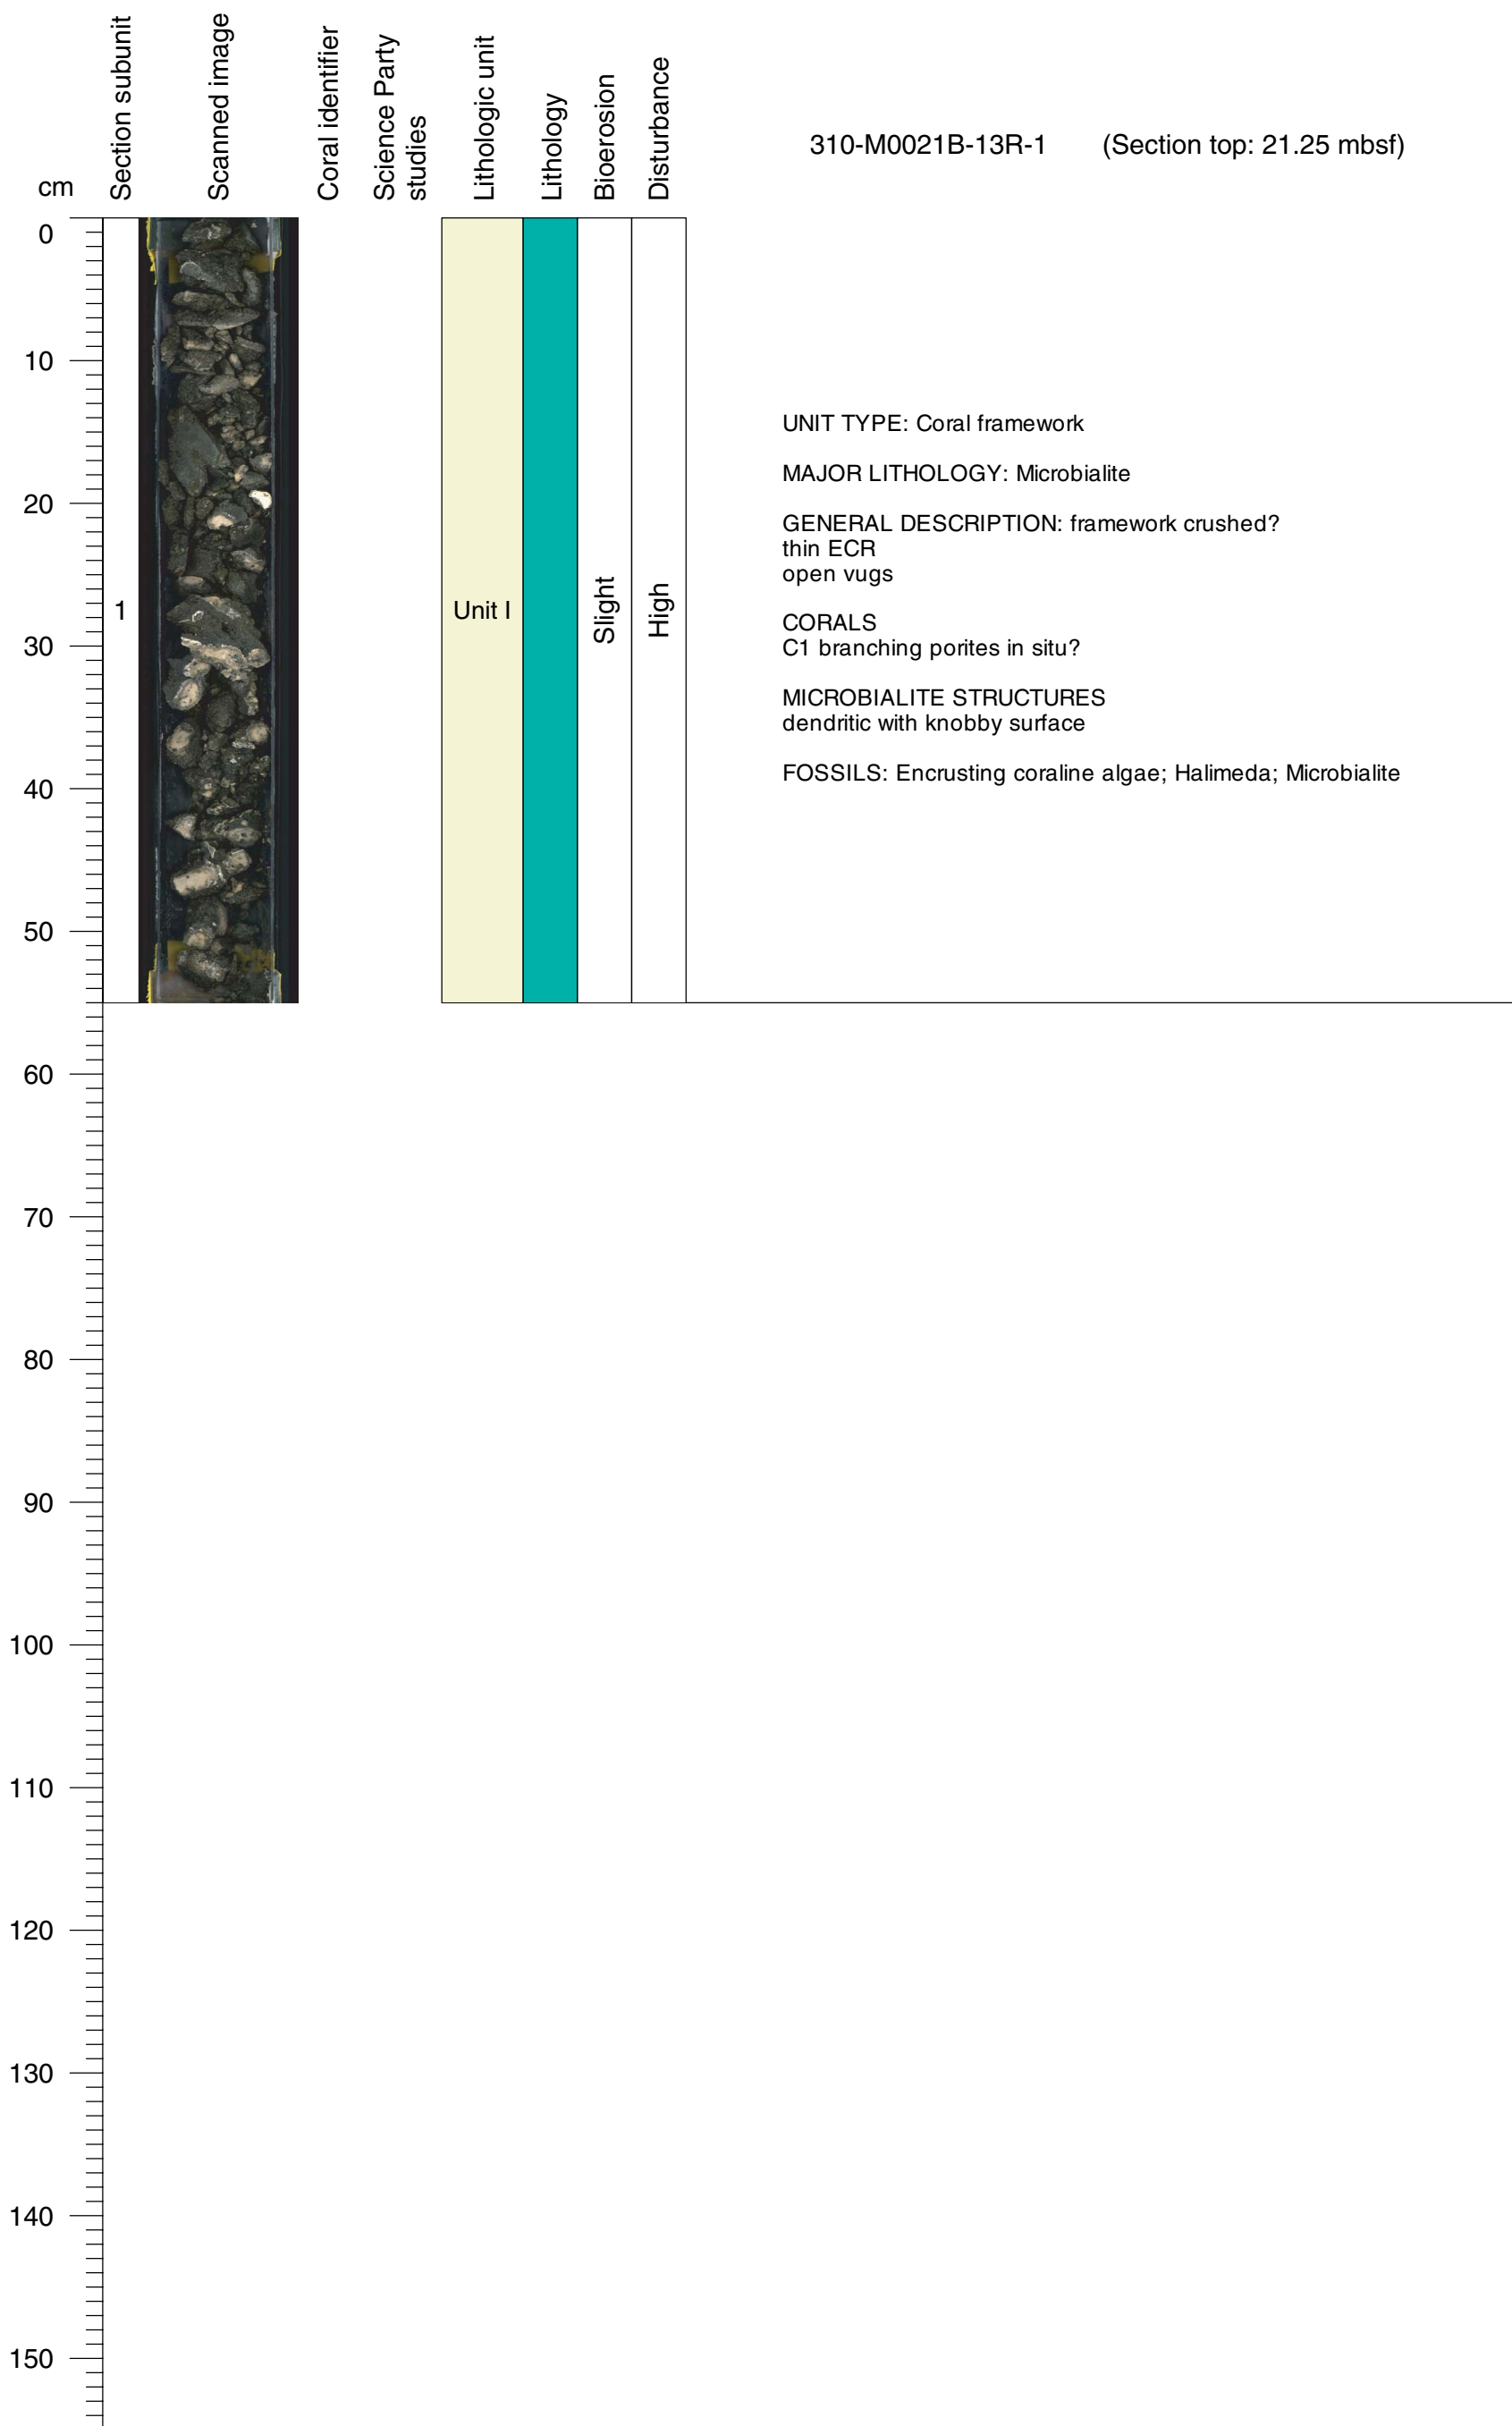 Section subunit
Scanned image
Coral identifier
Science Party
studies
Lithologic unit
Lithology
Bioerosion
Disturbance
310-M0021B-13R-1 (Section top: 21.25 mbsf)
cm
0
10
20
30
40
50
60
70
80
90
100
110
120
130
140
150
1
Unit I
Slight
High
UNIT TYPE: Coral framework
MAJOR LITHOLOGY: Microbialite
GENERAL DESCRIPTION: framework crushed?
thin ECR
open vugs
CORALS
C1 branching porites in situ?
MICROBIALITE STRUCTURES
dendritic with knobby surface
FOSSILS: Encrusting coraline algae; Halimeda; Microbialite